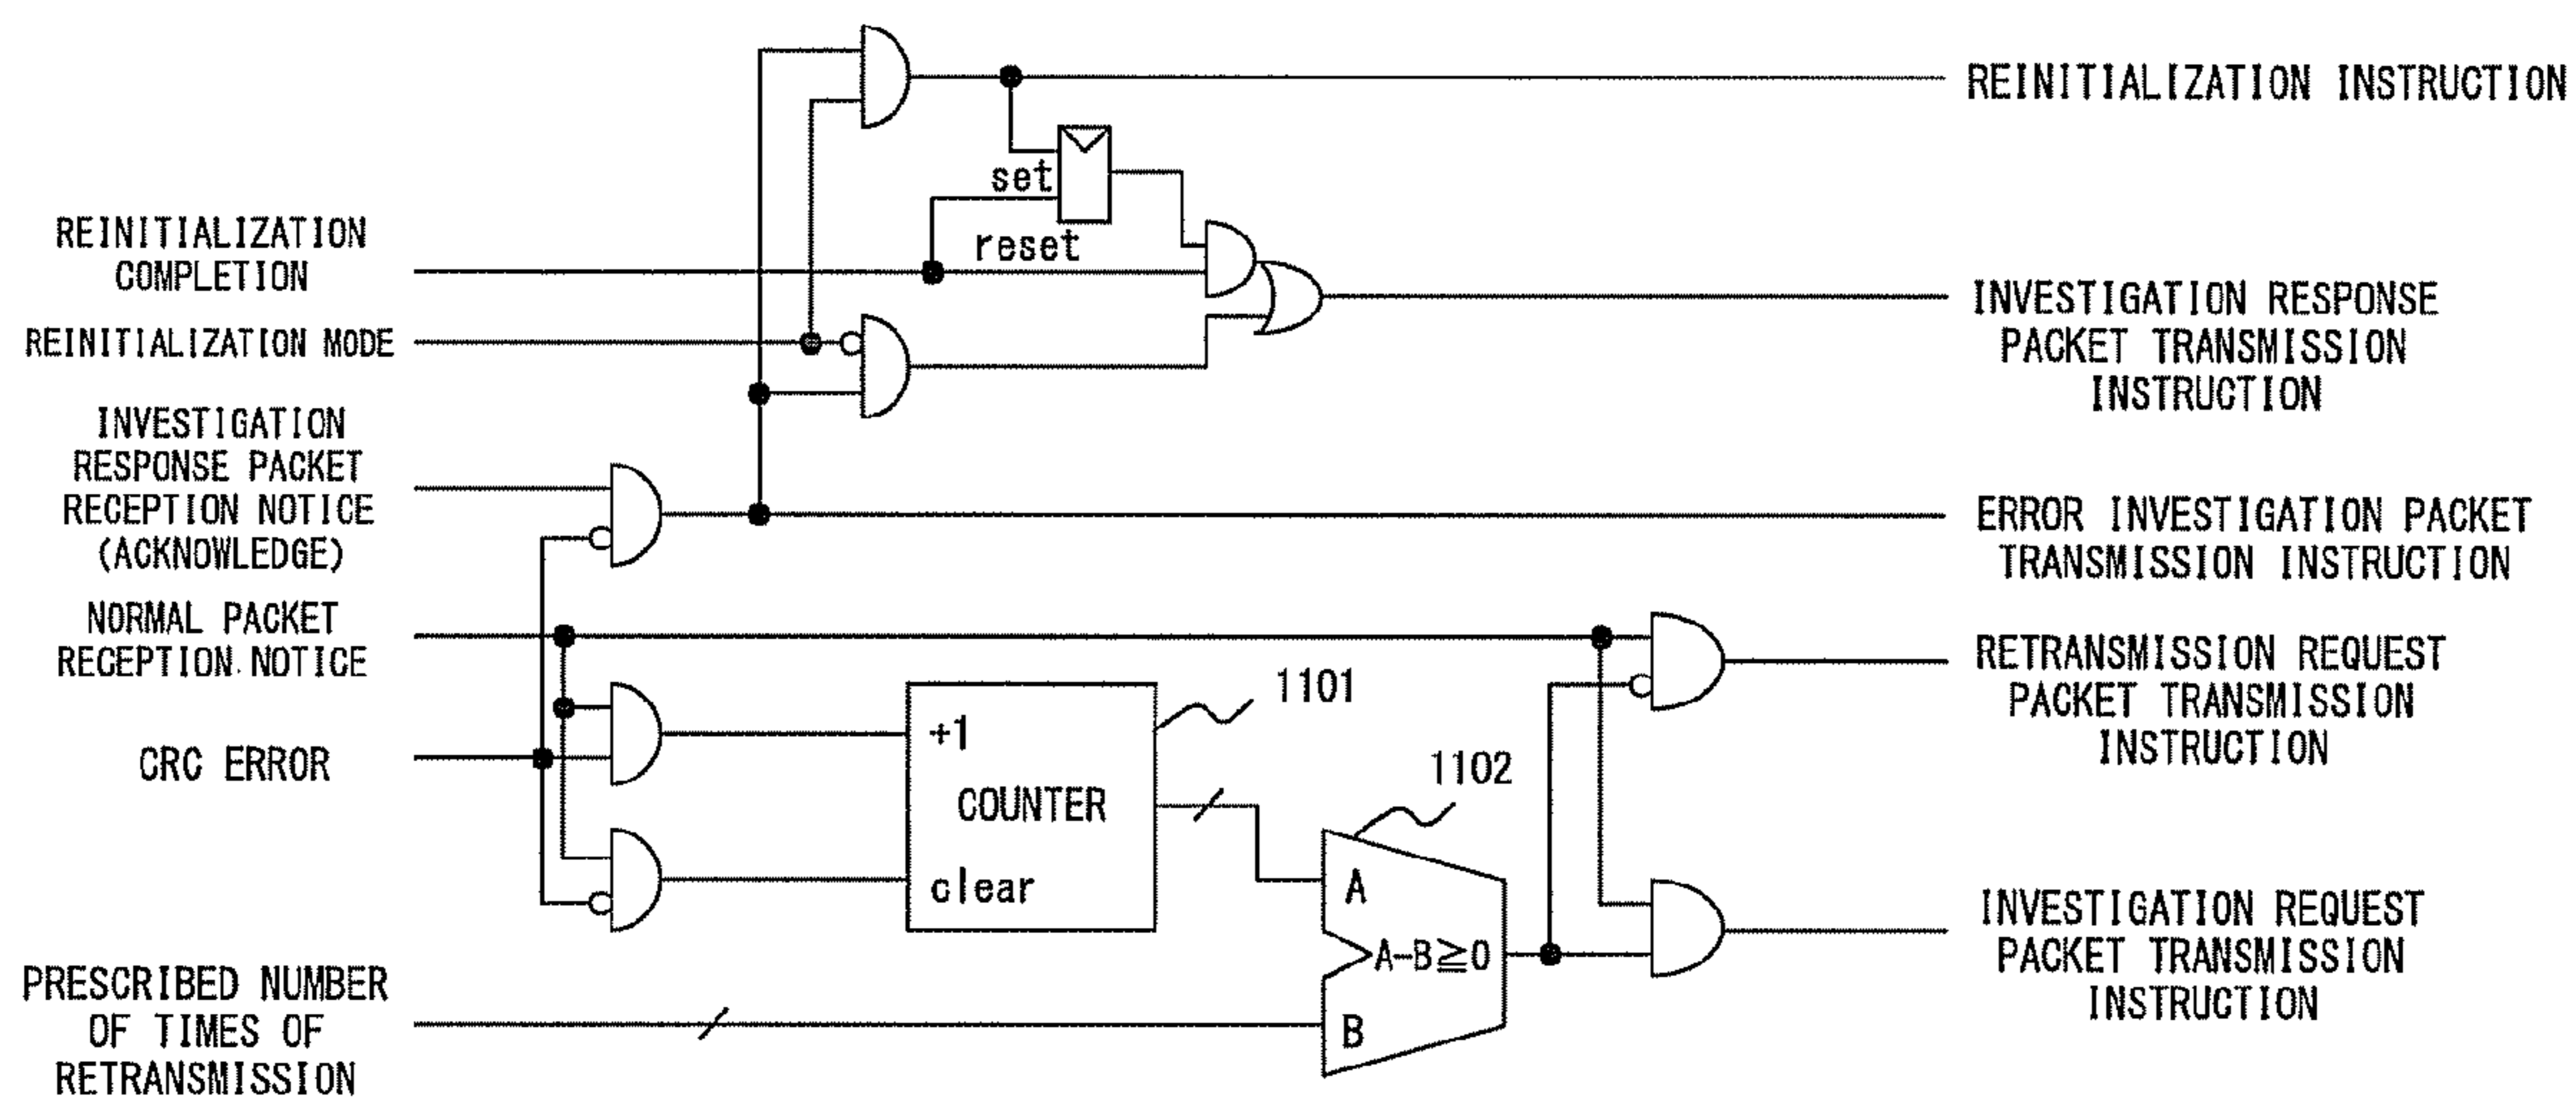 REINITIALIZATION INSTRUCTION
set
reset
REINITIALIZATION
COMPLETION
INVESTIGATION RESPONSE
PACKET TRANSMISSION
INSTRUCTION
REINITIALIZATION MODE
INVESTIGATION
RESPONSE PACKET
RECEPTION NOTICE
(ACKNOWLEDGE)
ERROR INVESTIGATION PACKET
TRANSMISSION INSTRUCTION
NORMAL PACKET
RECEPTION NOTICE
RETRANSMISSION REQUEST
PACKET TRANSMISSION
INSTRUCTION
CRC ERROR
1101
+1
COUNTER
clear
1102
A
A-B≧0
B
INVESTIGATION REQUEST
PACKET TRANSMISSION
INSTRUCTION
PRESCRIBED NUMBER
OF TIMES OF
RETRANSMISSION